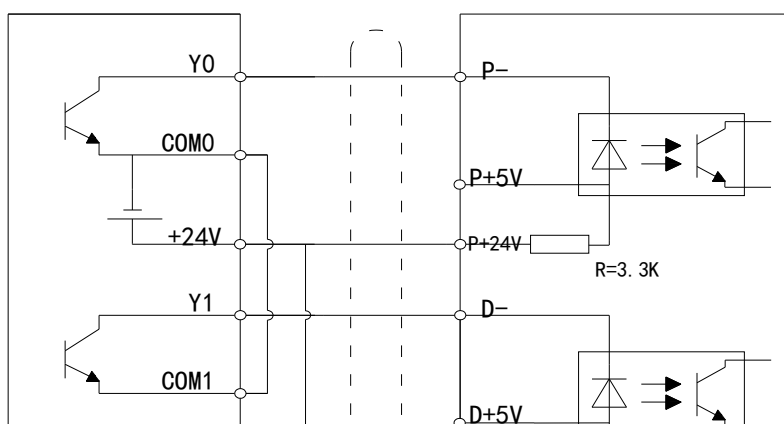 Y0
P-
COM0
P+5V
+24V
P+24V
R=3.3K
Y1
D-
COM1
D+5V